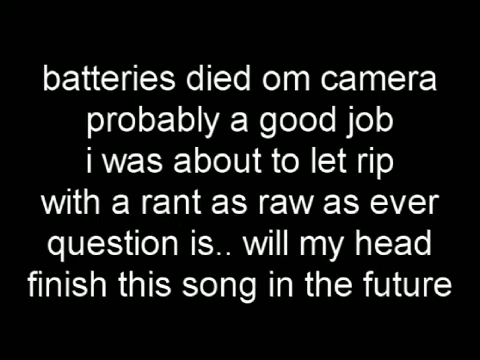 batteries died om camera
probably a good job
i was about to let rip
with a rant as raw as ever
question is.. will my head
finish this song in the future